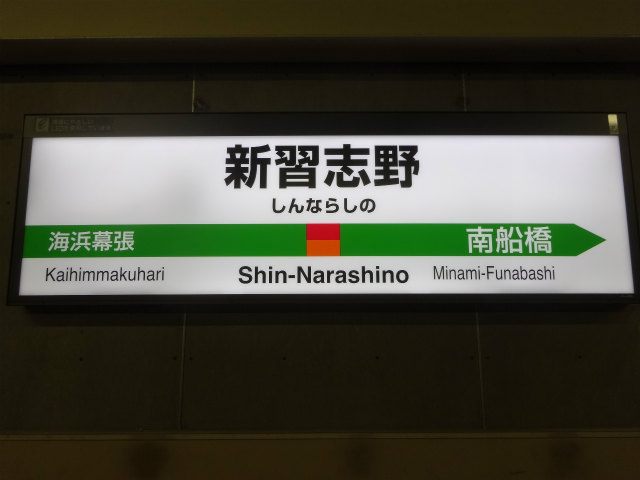 新習志野
しんならしの
海浜幕張
南船橋
Kaihimmakuhari
Shin-Narashino
Minami-Funabashi